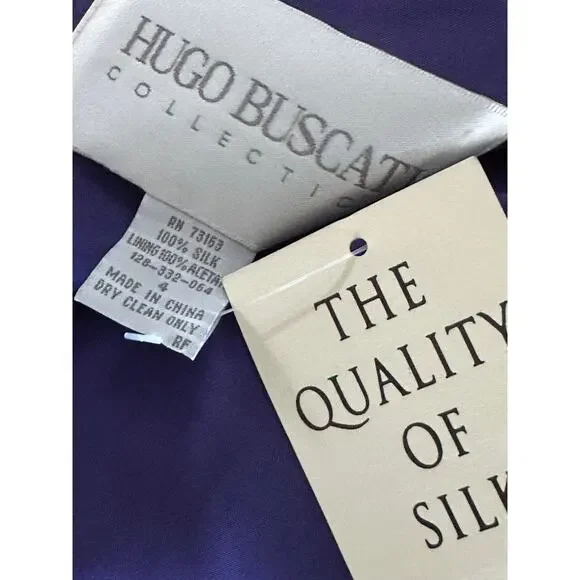 HUGO BUSCATI
COLLECTIO
RN 73163
100% SILK
LINING 100% ACETAT
128-332-064
4
MADE IN CHINA
DRY CLEAN ONLY
RF
THE
QUALITY
OF
SILK